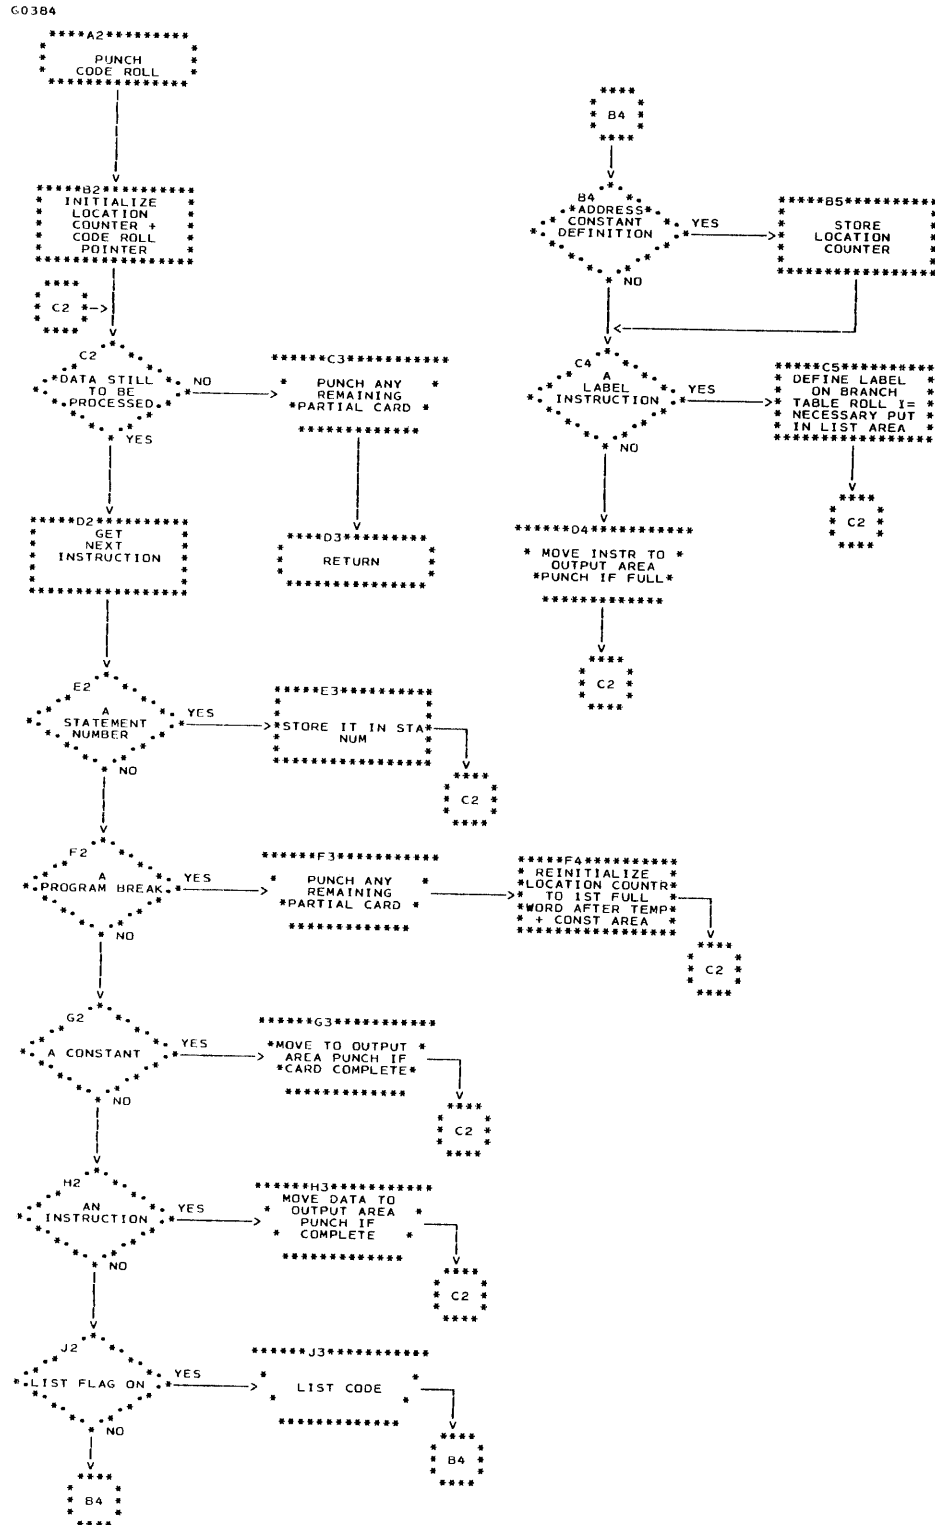 G0384
A2
PUNCH
CODE ROLL
B2
INITIALIZE
LOCATION
COUNTER +
CODE ROLL
POINTER
C2
C2
DATA STILL
TO BE
PROCESSED
NO
YES
C3
PUNCH ANY
REMAINING
PARTIAL CARD
D3
RETURN
D2
GET
NEXT
INSTRUCTION
E2
A
STATEMENT
NUMBER
YES
NO
E3
STORE IT IN STA
NUM
C2
F2
A
PROGRAM BREAK
YES
NO
F3
PUNCH ANY
REMAINING
PARTIAL CARD
F4
REINITIALIZE
LOCATION COUNTR
TO 1ST FULL
WORD AFTER TEMP
+ CONST AREA
C2
G2
A CONSTANT
YES
NO
G3
MOVE TO OUTPUT
AREA PUNCH IF
CARD COMPLETE
C2
H2
AN
INSTRUCTION
YES
NO
H3
MOVE DATA TO
OUTPUT AREA
PUNCH IF
COMPLETE
C2
J2
LIST FLAG ON
YES
NO
J3
LIST CODE
B4
B4
B4
B4
ADDRESS
CONSTANT
DEFINITION
YES
NO
B5
STORE
LOCATION
COUNTER
C4
A
LABEL
INSTRUCTION
YES
NO
C5
DEFINE LABEL
ON BRANCH
TABLE ROLL I=
NECESSARY PUT
IN LIST AREA
C2
D4
MOVE INSTR TO
OUTPUT AREA
PUNCH IF FULL
C2